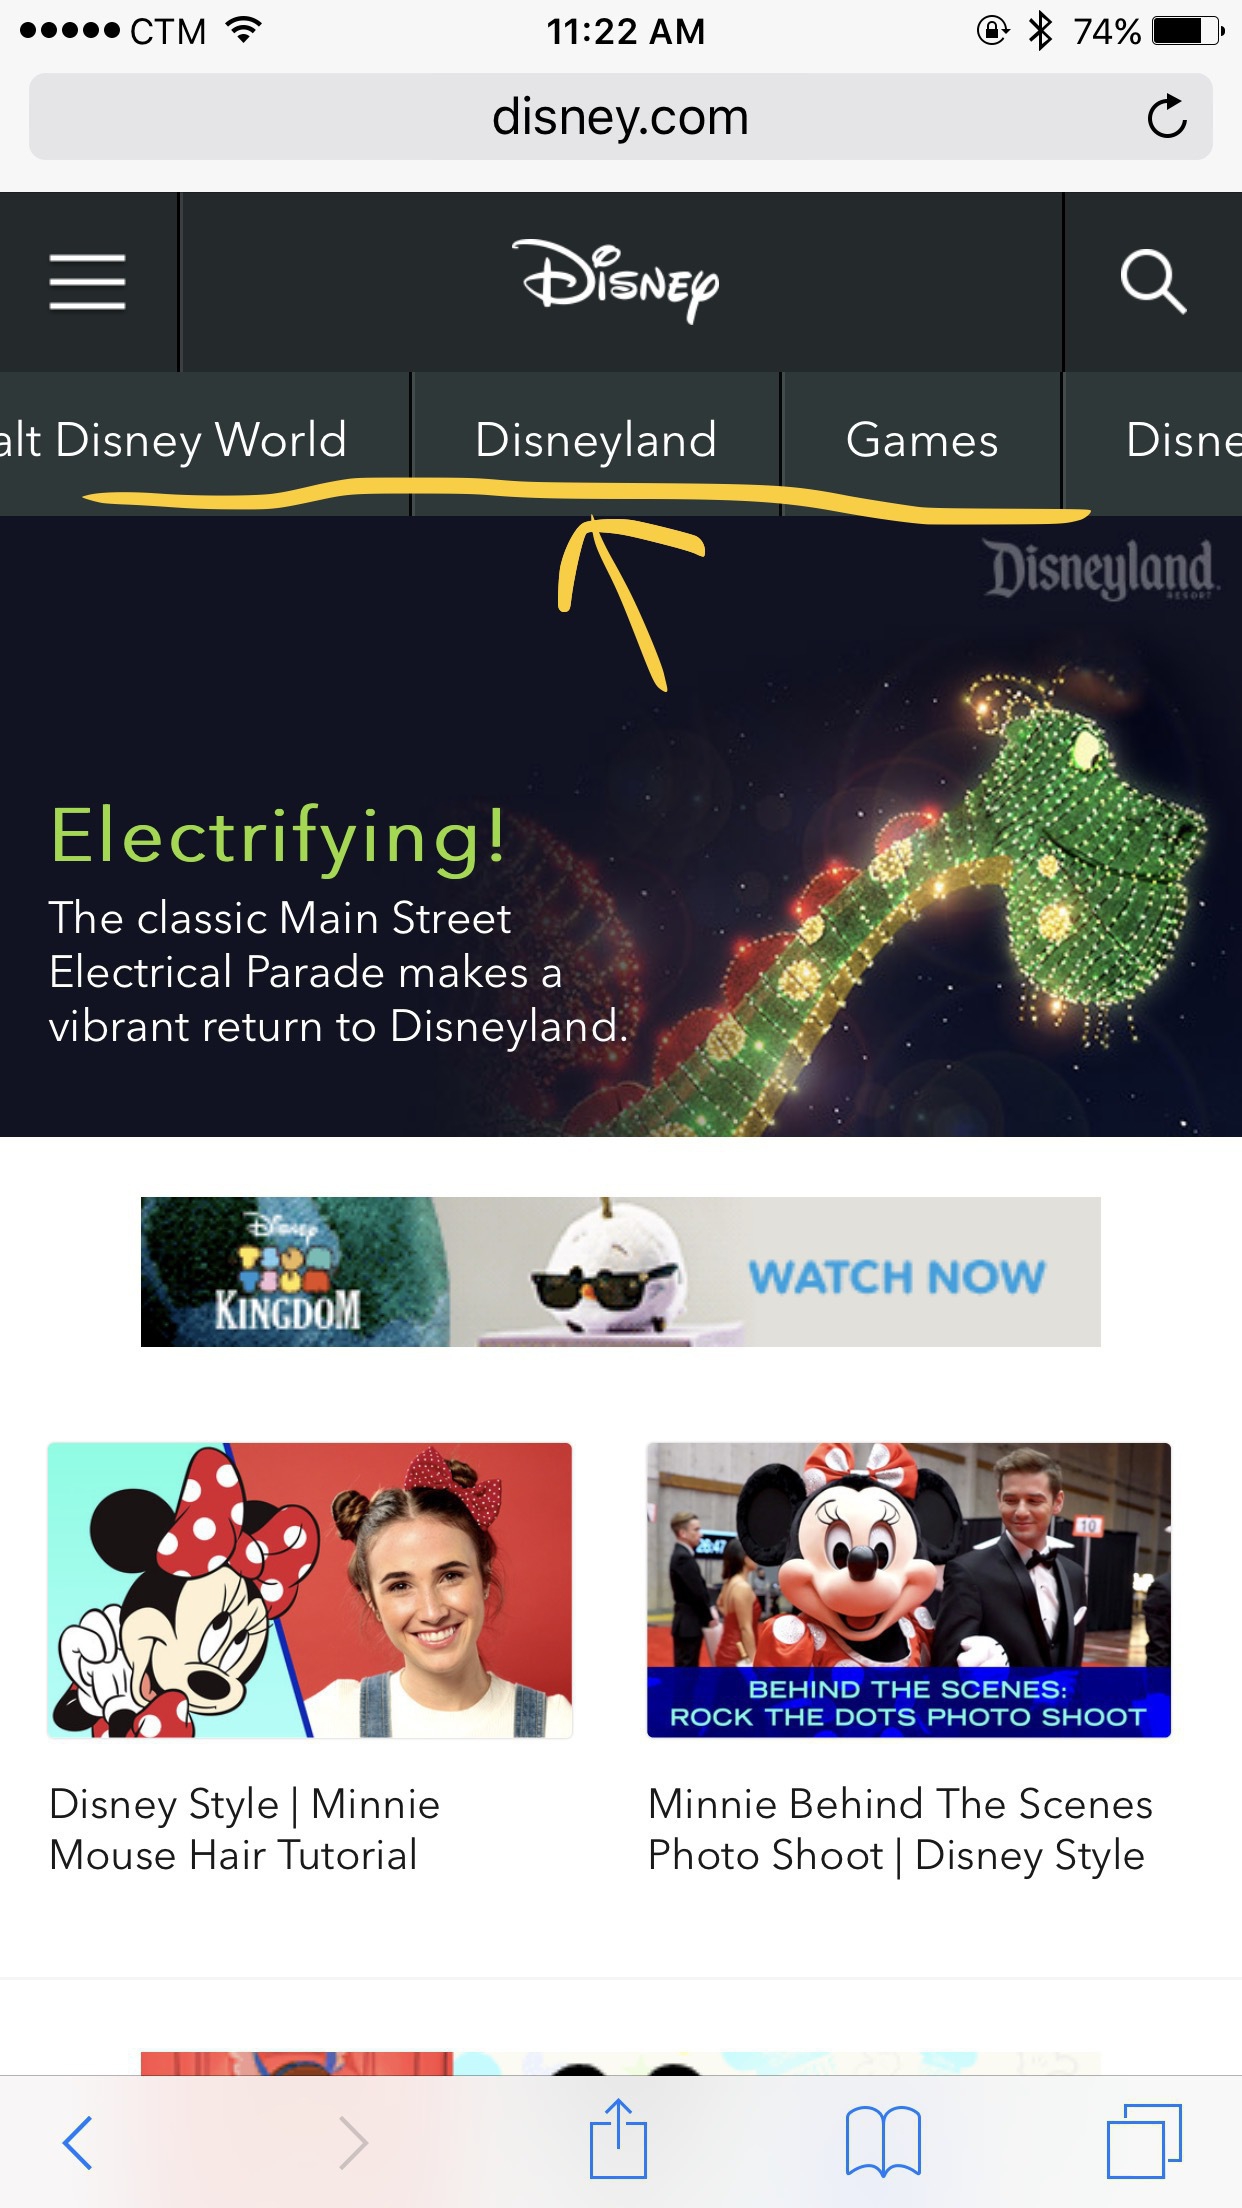 CTM
11:22 AM
74%
disney.com
Disney
alt Disney World
Disneyland
Games
Disne
Disneyland
RESORT
Electrifying!
The classic Main Street
Electrical Parade makes a
vibrant return to Disneyland.
Disney
TSUM
TSUM
KINGDOM
WATCH NOW
10
BEHIND THE SCENES:
ROCK THE DOTS PHOTO SHOOT
Disney Style | Minnie
Mouse Hair Tutorial
Minnie Behind The Scenes
Photo Shoot | Disney Style